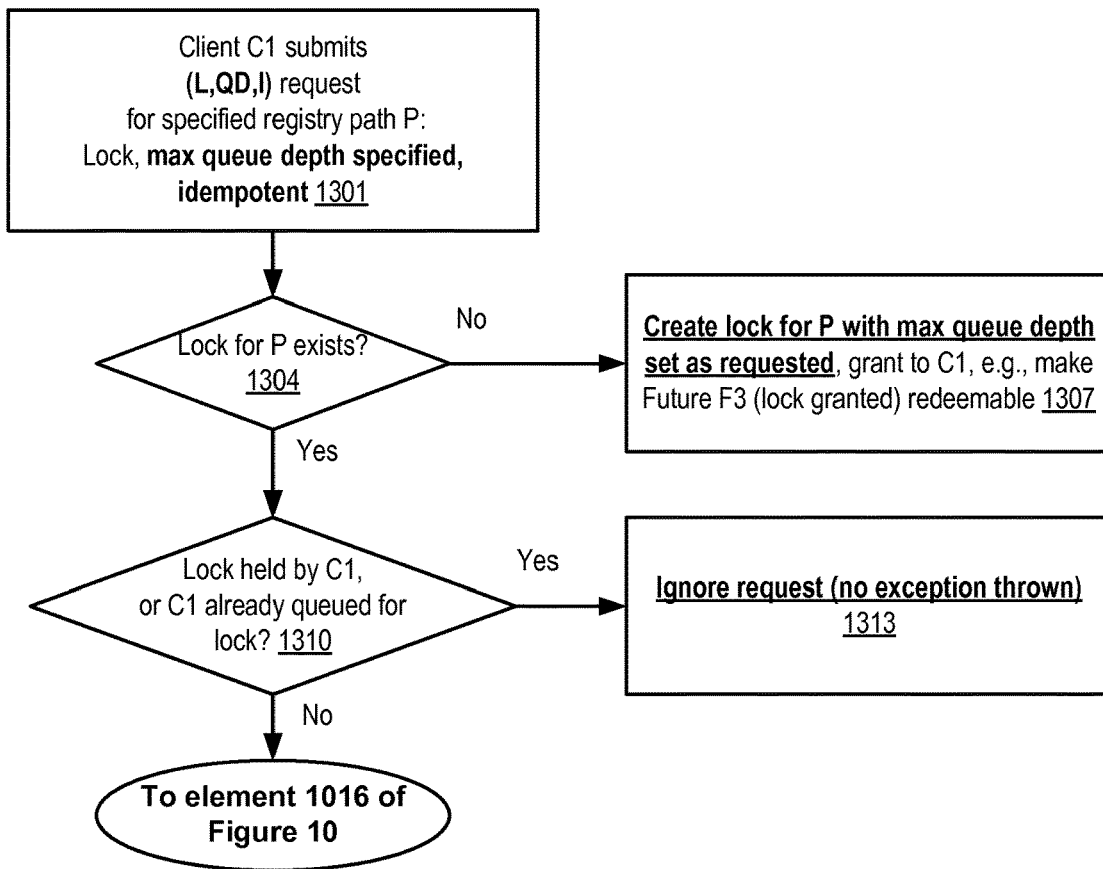 Client C1 submits
(L,QD,I) request
for specified registry path P:
Lock, max queue depth specified,
idempotent 1301
Lock for P exists?
1304
No
Create lock for P with max queue depth
set as requested, grant to C1, e.g., make
Future F3 (lock granted) redeemable 1307
Yes
Lock held by C1,
or C1 already queued for
lock? 1310
Yes
Ignore request (no exception thrown)
1313
No
To element 1016 of
Figure 10